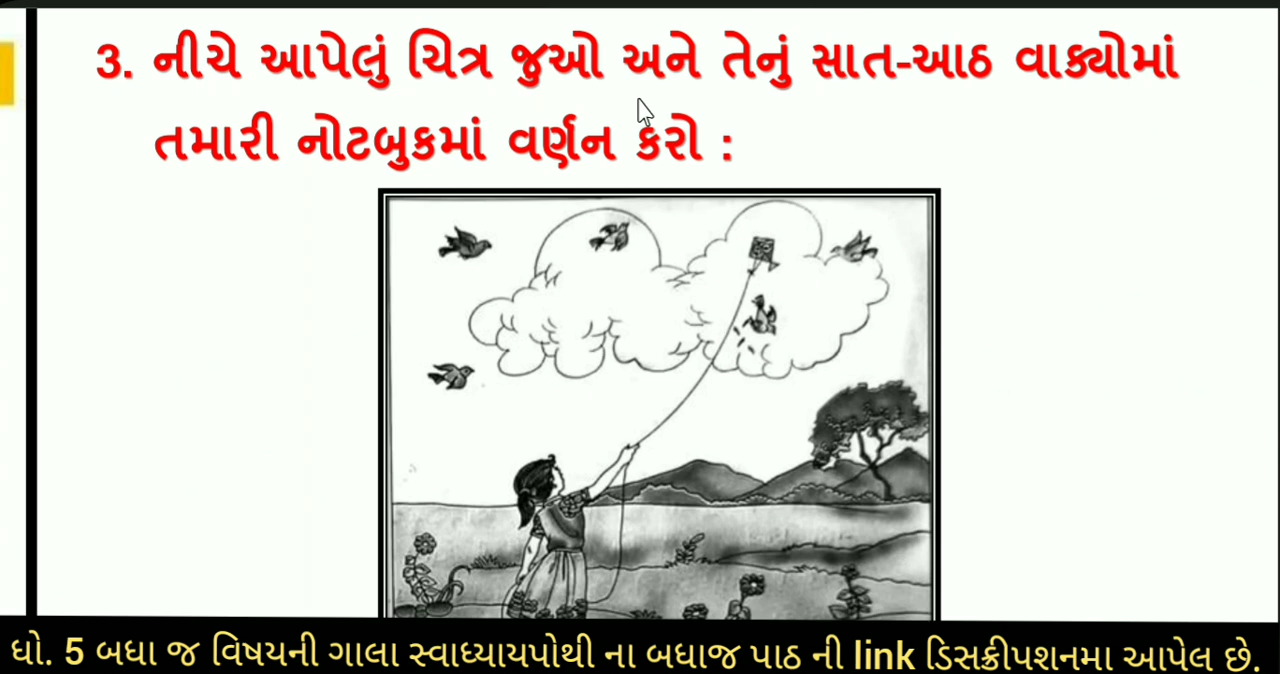 3. નીચે આપેલું ચિત્ર જુઓ અને તેનું સાત-આઠ વાક્યોમાં
તમારી નોટબુકમાં વર્ણન કરો :
ધો. 5 બધા જ વિષયની ગાલા સ્વાધ્યાયપોથી ના બધાજ પાઠ ની link ડિસક્રીપશનમા આપેલ છે.